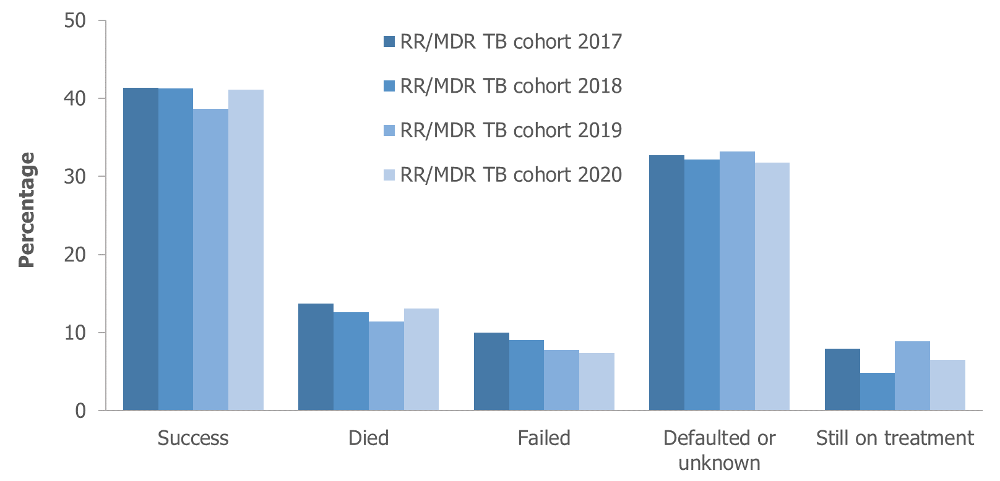 50
40
30
20
10
0
Percentage
RR/MDR TB cohort 2017
RR/MDR TB cohort 2018
RR/MDR TB cohort 2019
RR/MDR TB cohort 2020
Success
Died
Failed
Defaulted or
unknown
Still on treatment